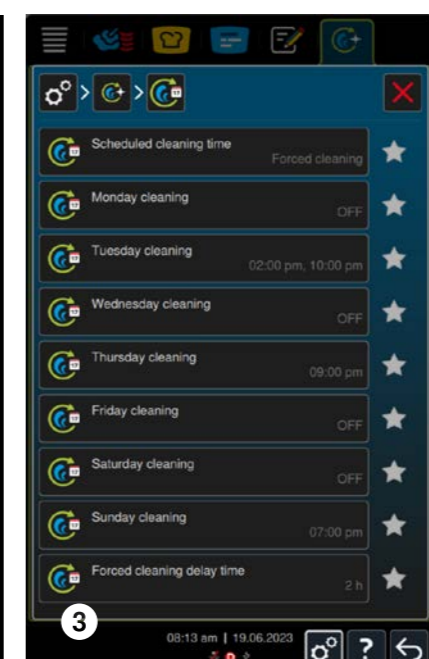 Scheduled cleaning time
Forced cleaning
Monday cleaning
OFF
Tuesday cleaning
02:00 pm, 10:00 pm
Wednesday cleaning
OFF
Thursday cleaning
09:00 pm
Friday cleaning
OFF
Saturday cleaning
OFF
Sunday cleaning
07:00 pm
Forced cleaning delay time
2 h
3
08:13 am | 19.06.2023
?